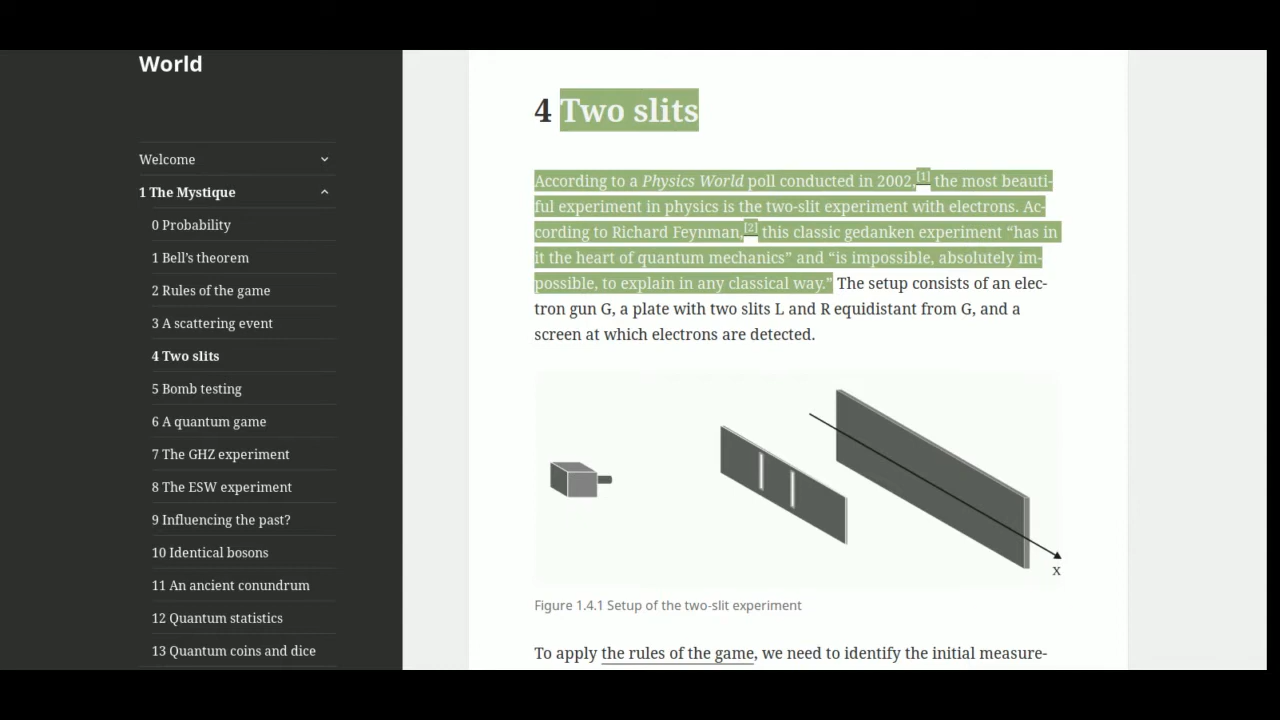 World
Welcome
1 The Mystique
0 Probability
1 Bell's theorem
2 Rules of the game
3 A scattering event
4 Two slits
5 Bomb testing
6 A quantum game
7 The GHZ experiment
8 The ESW experiment
9 Influencing the past?
10 Identical bosons
11 An ancient conundrum
12 Quantum statistics
13 Quantum coins and dice
4 Two slits
According to a Physics World poll conducted in 2002,[1] the most beauti-
ful experiment in physics is the two-slit experiment with electrons. Ac-
cording to Richard Feynman,[2] this classic gedanken experiment “has in
it the heart of quantum mechanics” and “is impossible, absolutely im-
possible, to explain in any classical way.” The setup consists of an elec-
tron gun G, a plate with two slits L and R equidistant from G, and a
screen at which electrons are detected.
x
Figure 1.4.1 Setup of the two-slit experiment
To apply the rules of the game, we need to identify the initial measure-